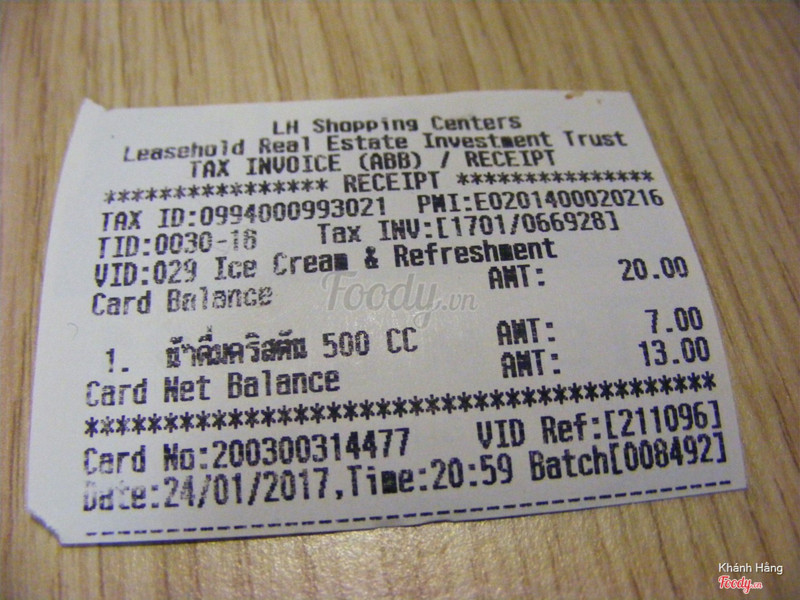 LH Shopping Centers
Leasehold Real Estate Investment Trust
TAX INVOICE (ABB) / RECEIPT
**************** RECEIPT ***************
TAX ID:0994000993021 PMI:E0201400020216
TID:0030-16 Tax INV:[1701/066928]
VID:029 Ice Cream & Refreshment
Card Balance AMT: 20.00
Foody.vn
1. น้ำดื่มคริสตัน 500 CC AMT: 7.00
Card Net Balance AMT: 13.00
********************************************
Card No:200300314477 VID Ref:[211096]
Date:24/01/2017,Time:20:59 Batch[008492]
Khánh Hằng
Foody.vn